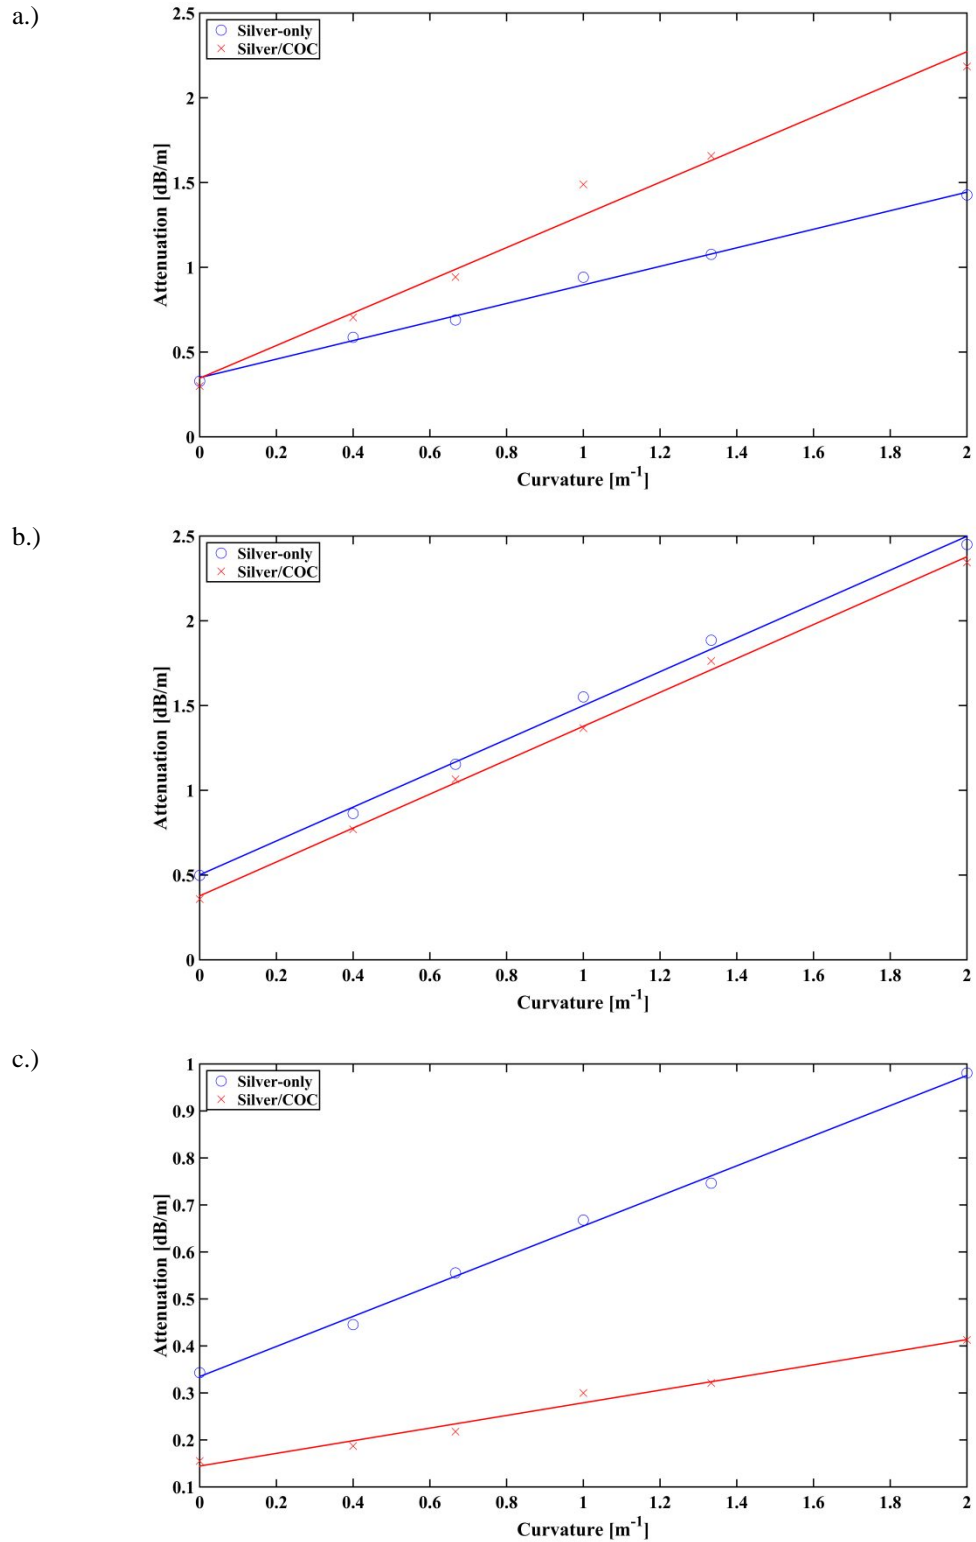 a.)
2.5
Silver-only
Silver/COC
2
1.5
1
0.5
0
Attenuation [dB/m]
0 0.2 0.4 0.6 0.8 1 1.2 1.4 1.6 1.8 2
Curvature [m⁻¹]
b.)
2.5
Silver-only
Silver/COC
2
1.5
1
0.5
0
Attenuation [dB/m]
0 0.2 0.4 0.6 0.8 1 1.2 1.4 1.6 1.8 2
Curvature [m⁻¹]
c.)
1
Silver-only
Silver/COC
0.9
0.8
0.7
0.6
0.5
0.4
0.3
0.2
0.1
Attenuation [dB/m]
0 0.2 0.4 0.6 0.8 1 1.2 1.4 1.6 1.8 2
Curvature [m⁻¹]